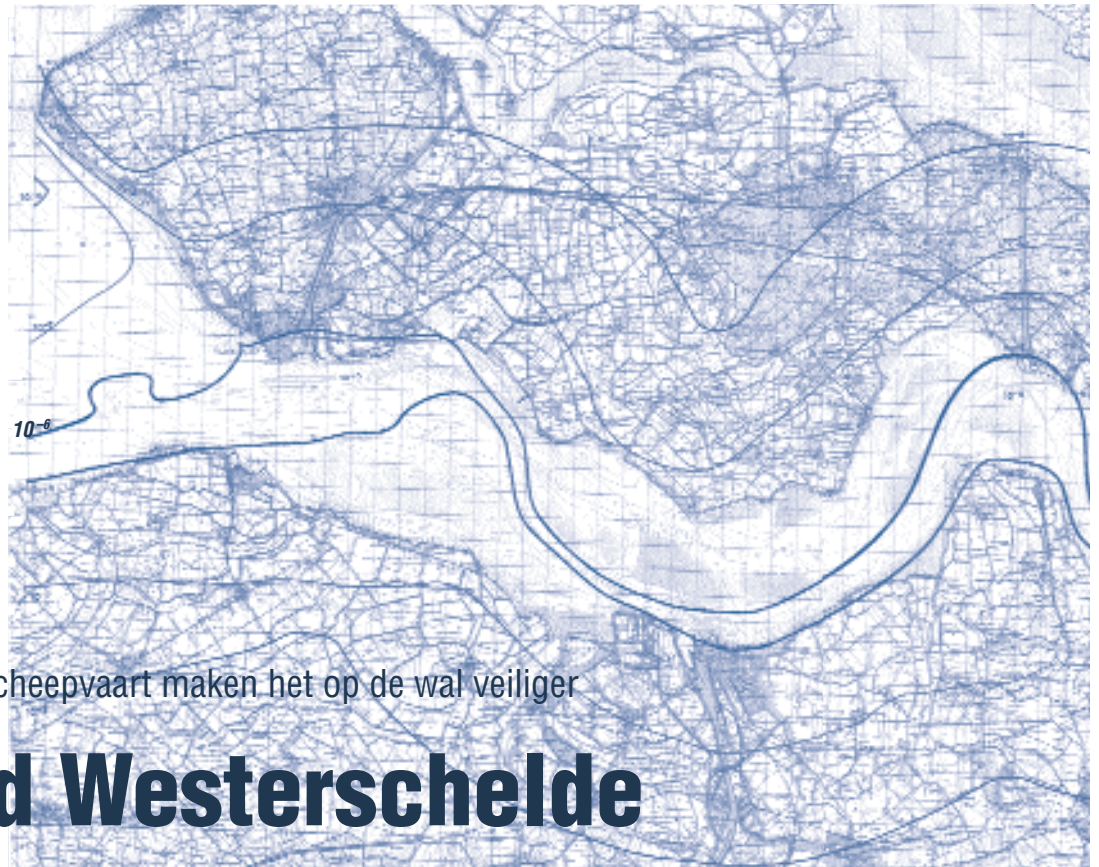 10⁻⁶
cheepvaart maken het op de wal veiliger
d Westerschelde